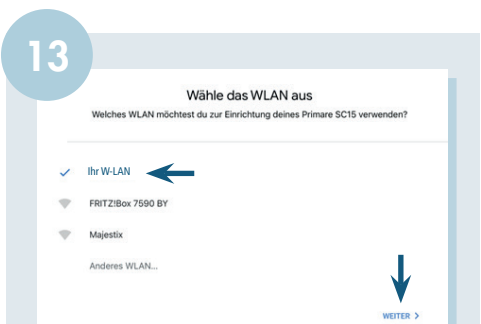 13
Wähle das WLAN aus
Welches WLAN möchtest du zur Einrichtung deines Primare SC15 verwenden?
Ihr W-LAN
FRITZ!Box 7590 BY
Majestix
Anderes WLAN...
WEITER >